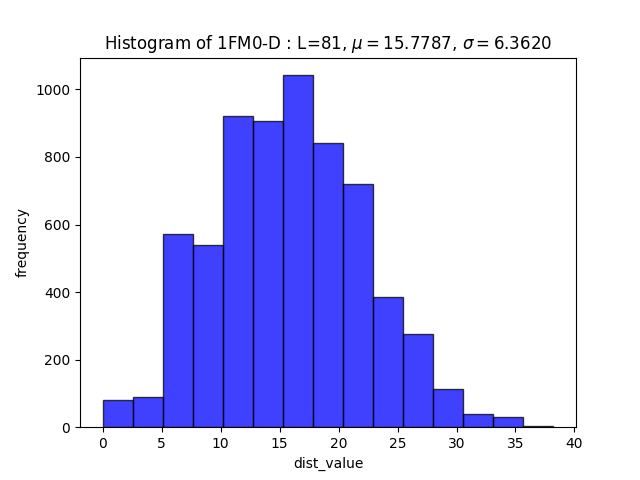 Histogram of 1FM0-D : L=81, μ = 15.7787, σ = 6.3620
1000
800
600
400
200
0
frequency
0 5 10 15 20 25 30 35 40
dist_value